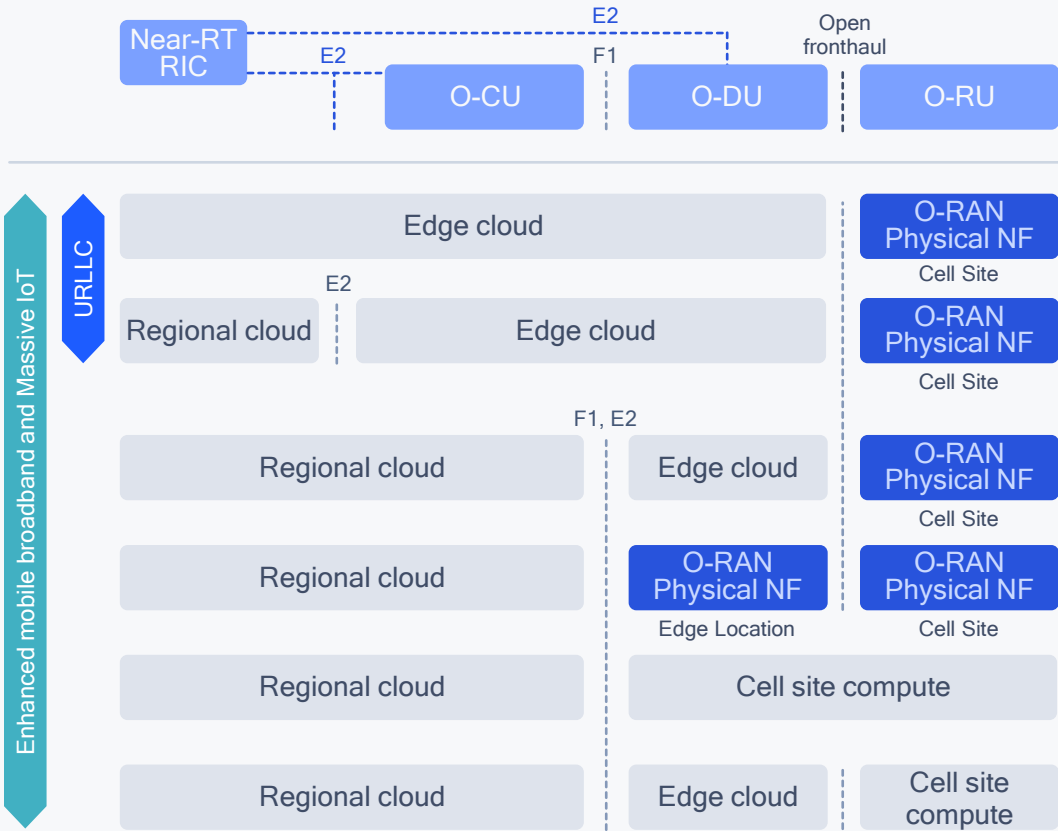 E2
Near-RT
RIC
E2
F1
Open
fronthaul
O-CU
O-DU
O-RU
Enhanced mobile broadband and Massive IoT
URLLC
Edge cloud
O-RAN
Physical NF
Cell Site
Regional cloud
E2
Edge cloud
O-RAN
Physical NF
Cell Site
F1, E2
Regional cloud
Edge cloud
O-RAN
Physical NF
Cell Site
Regional cloud
O-RAN
Physical NF
Edge Location
O-RAN
Physical NF
Cell Site
Regional cloud
Cell site compute
Regional cloud
Edge cloud
Cell site
compute